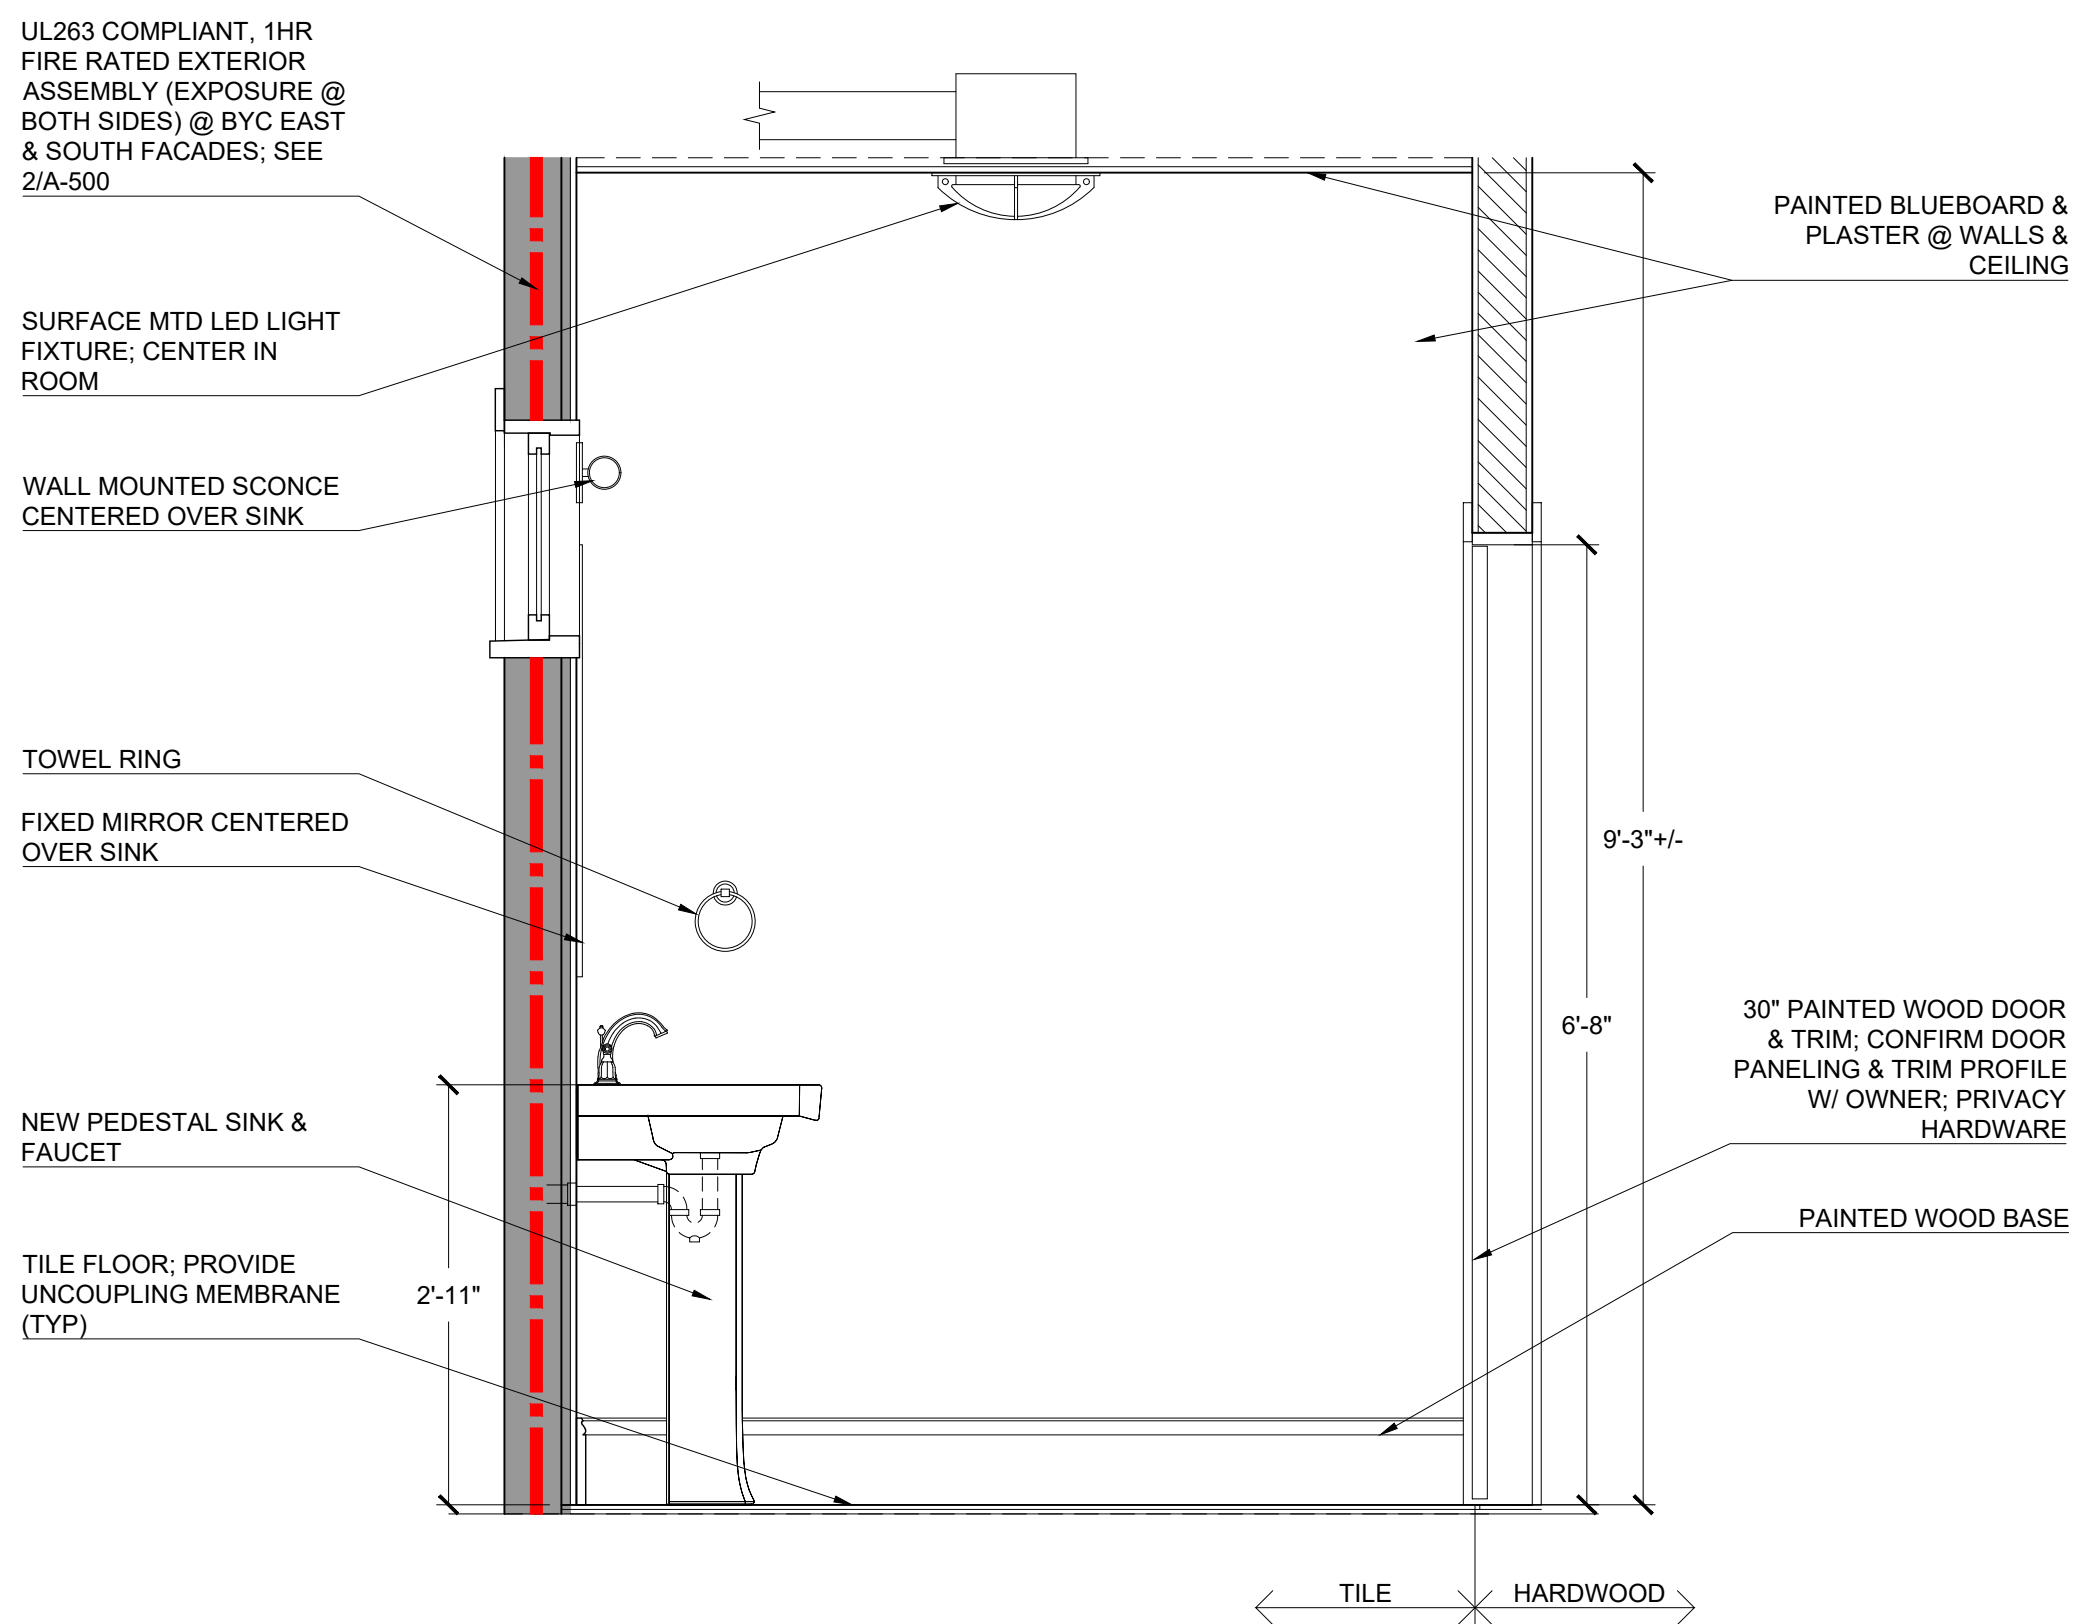 UL263 COMPLIANT, 1HR
FIRE RATED EXTERIOR
ASSEMBLY (EXPOSURE @
BOTH SIDES) @ BYC EAST
& SOUTH FACADES; SEE
2/A-500
SURFACE MTD LED LIGHT
FIXTURE; CENTER IN
ROOM
WALL MOUNTED SCONCE
CENTERED OVER SINK
TOWEL RING
FIXED MIRROR CENTERED
OVER SINK
NEW PEDESTAL SINK &
FAUCET
TILE FLOOR; PROVIDE
UNCOUPLING MEMBRANE
(TYP)
2'-11"
PAINTED BLUEBOARD &
PLASTER @ WALLS &
CEILING
9'-3"+/-
6'-8"
30" PAINTED WOOD DOOR
& TRIM; CONFIRM DOOR
PANELING & TRIM PROFILE
W/ OWNER; PRIVACY
HARDWARE
PAINTED WOOD BASE
TILE
HARDWOOD